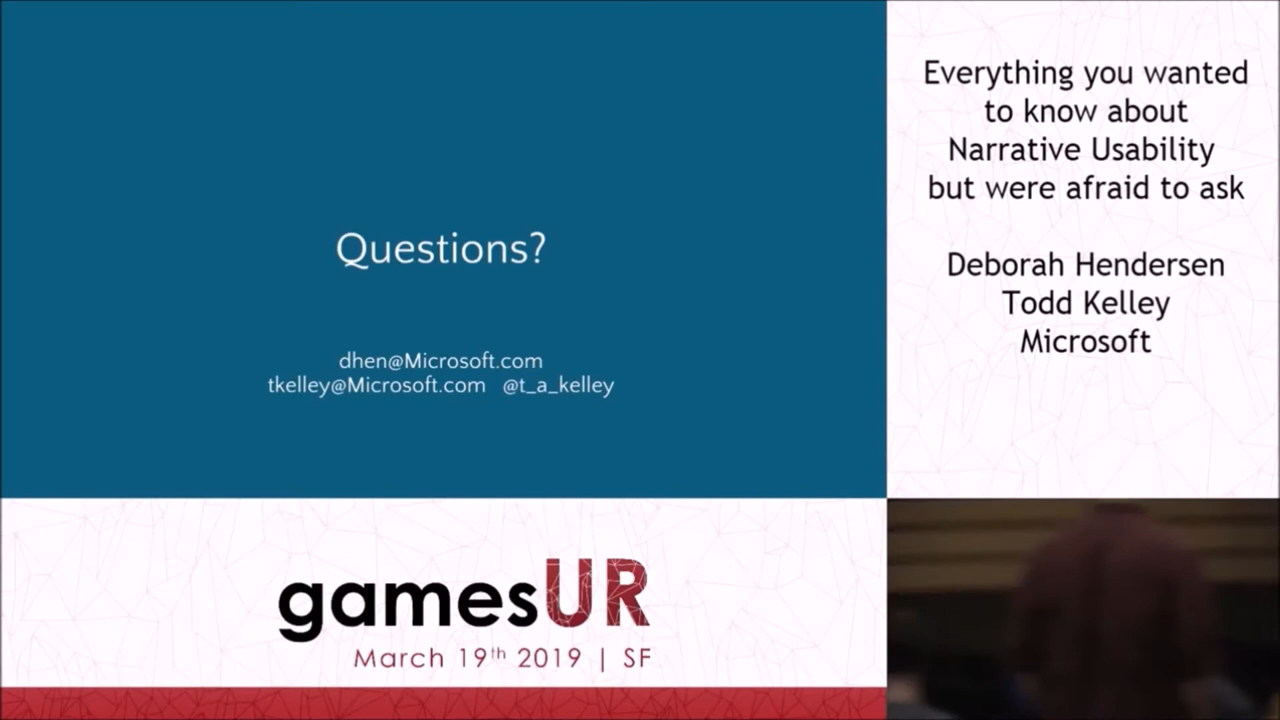 Questions?
dhen@Microsoft.com
tkelley@Microsoft.com @t_a_kelley
Everything you wanted
to know about
Narrative Usability
but were afraid to ask
Deborah Hendersen
Todd Kelley
Microsoft
gamesUR
March 19th 2019 | SF